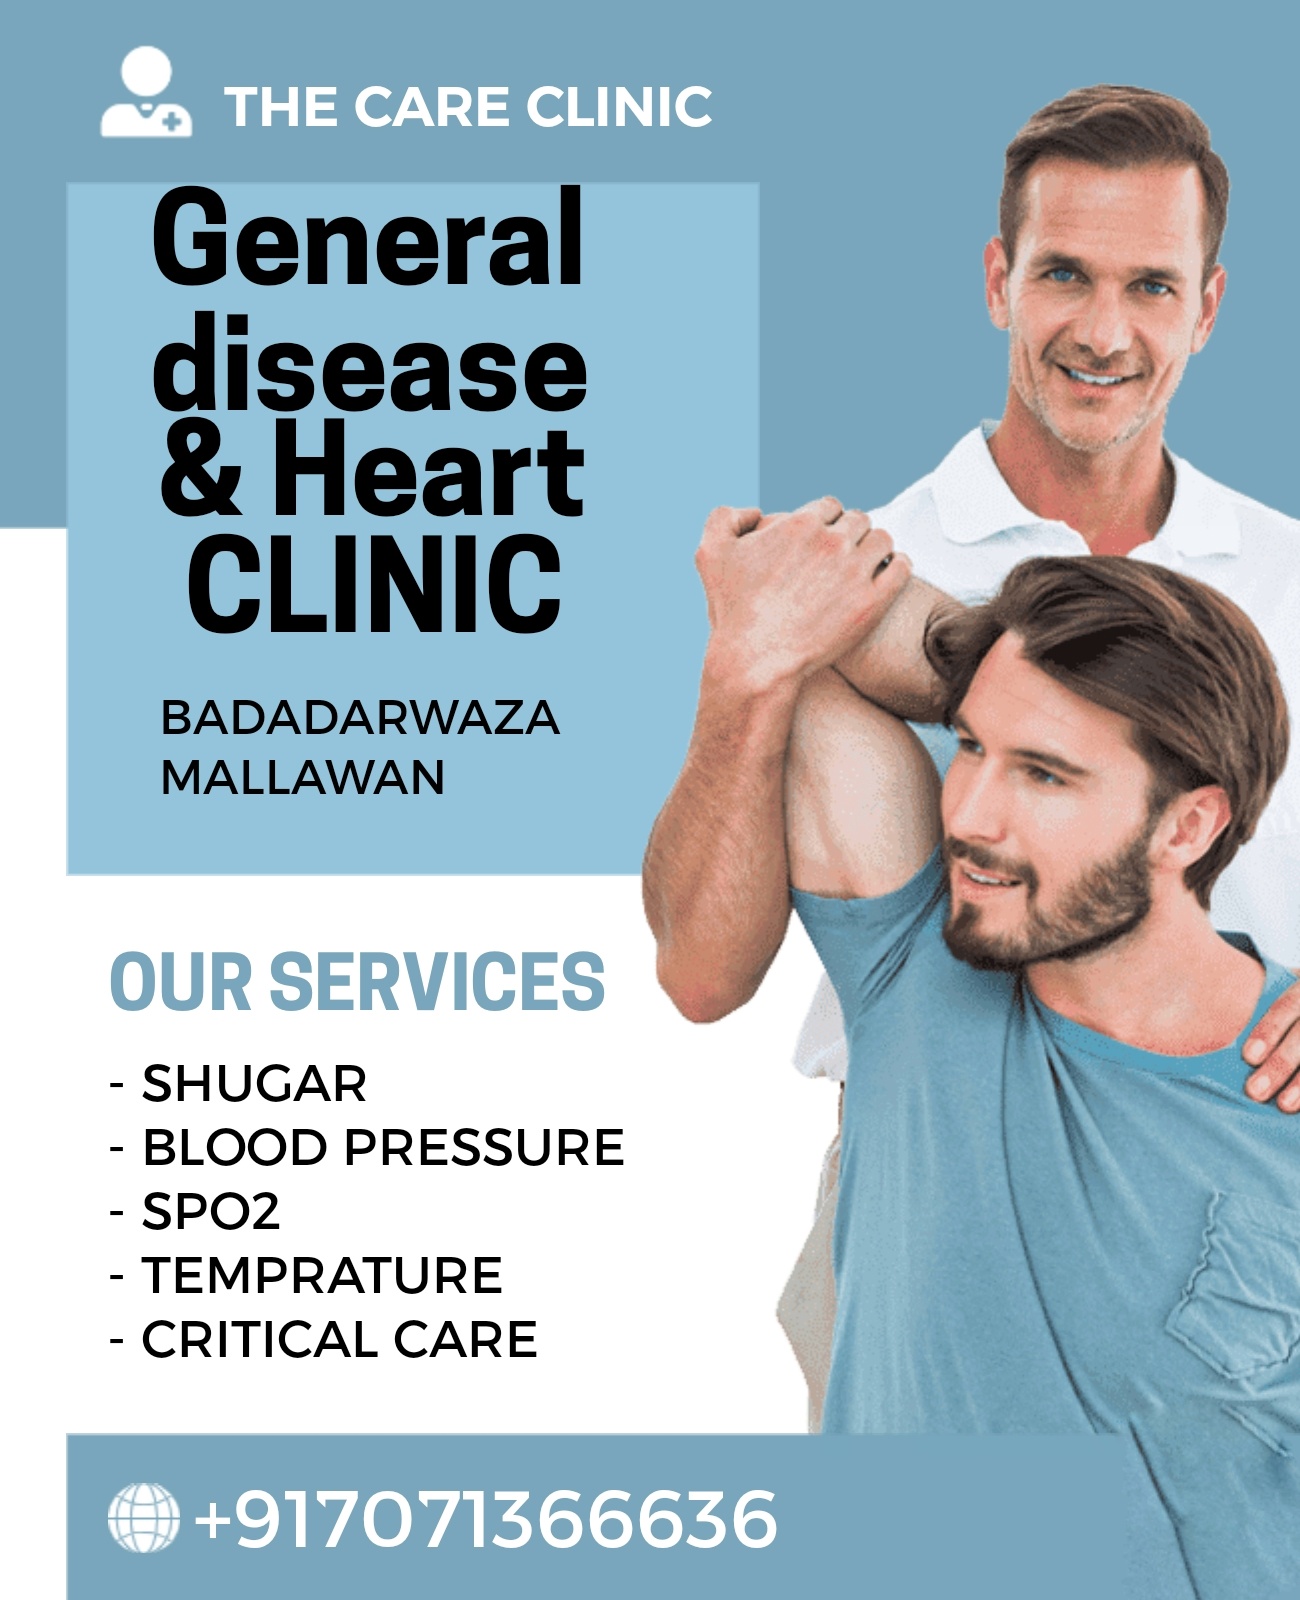 THE CARE CLINIC
General
disease
& Heart
CLINIC
BADADARWAZA
MALLAWAN
OUR SERVICES
- SHUGAR
- BLOOD PRESSURE
- SPO2
- TEMPRATURE
- CRITICAL CARE
+917071366636